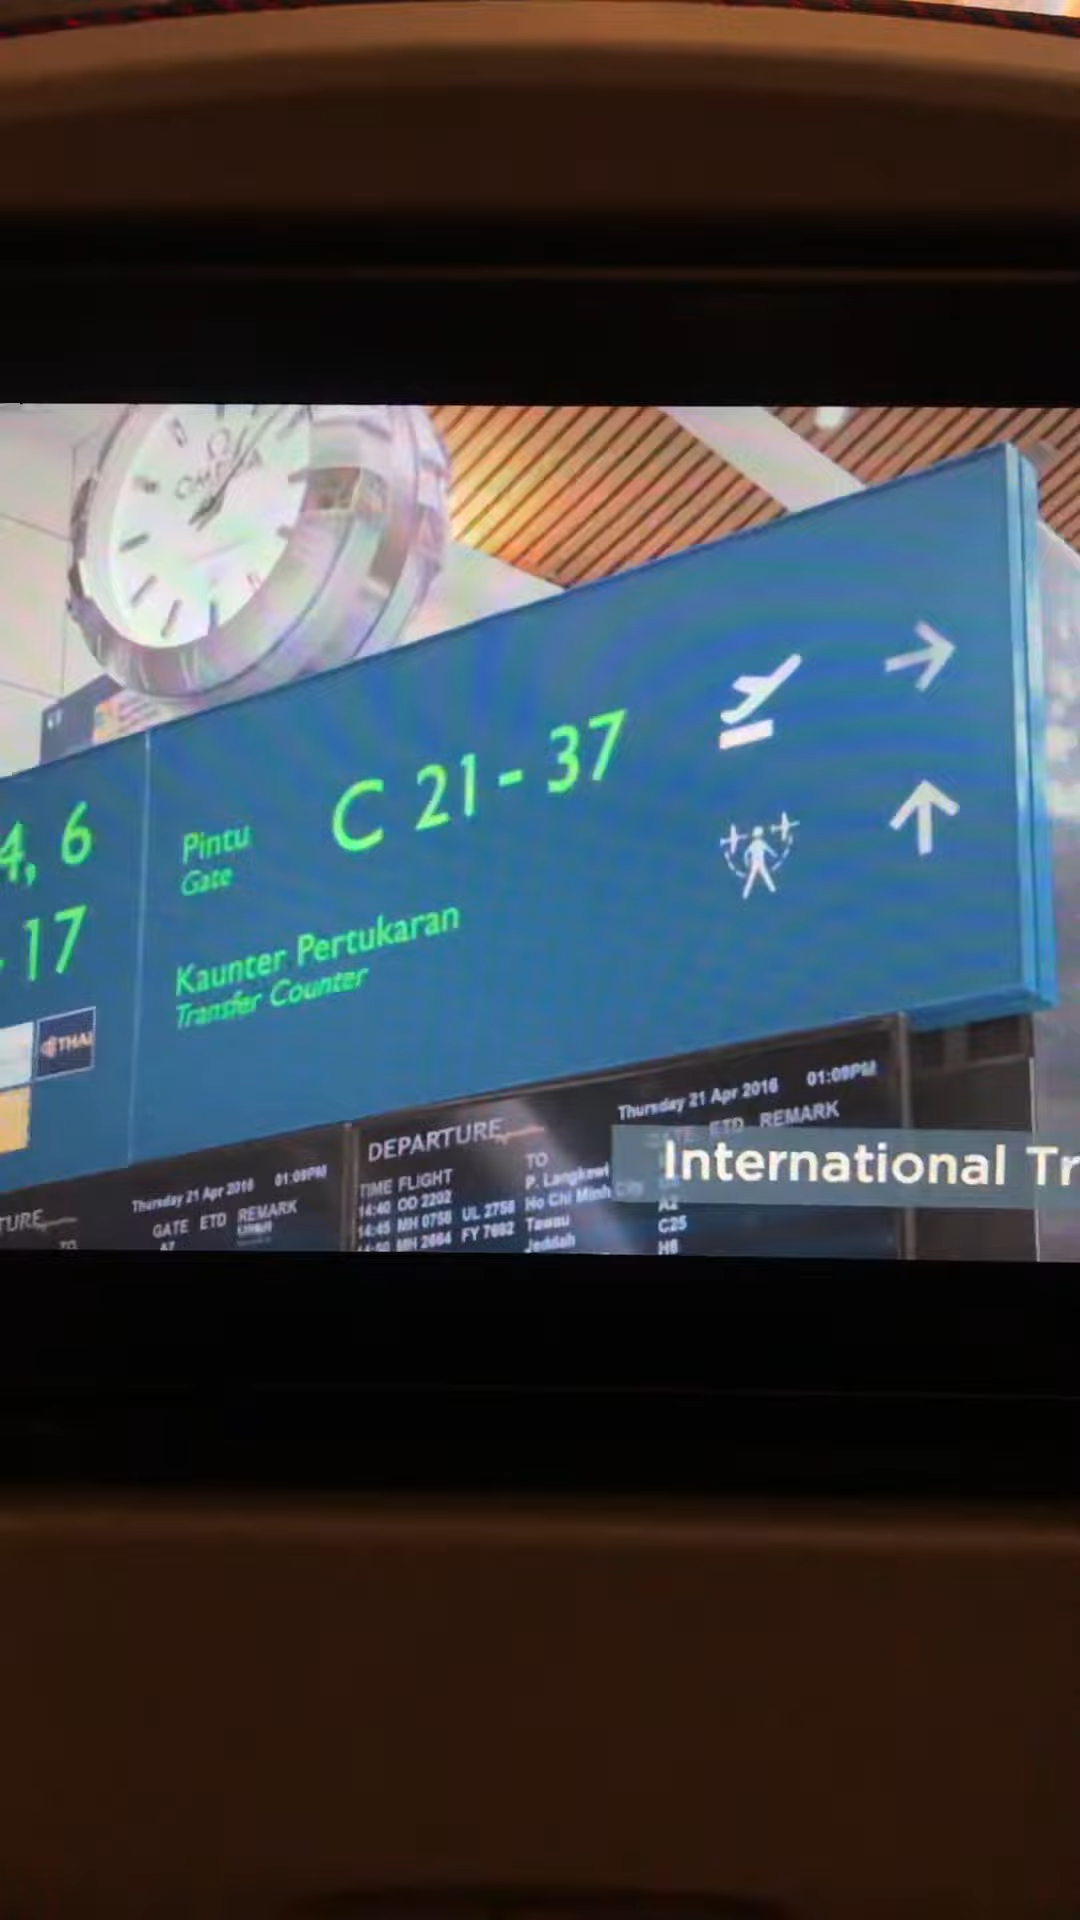 OMEGA
4, 6
17
THAI
Pintu
Gate
C 21 - 37
Kaunter Pertukaran
Transfer Counter
Thursday 21 Apr 2016 01:09PM
GATE ETD REMARK
A7
TO
DEPARTURE
Thursday 21 Apr 2016 01:09PM
TIME FLIGHT TO GATE ETD REMARK
14:40 OD 2202 P. Langkawi
14:45 MH 0758 UL 2758 Ho Chi Minh City A2
MH 2664 FY 7692 Tawau C25
Jeddah H6
International Tr